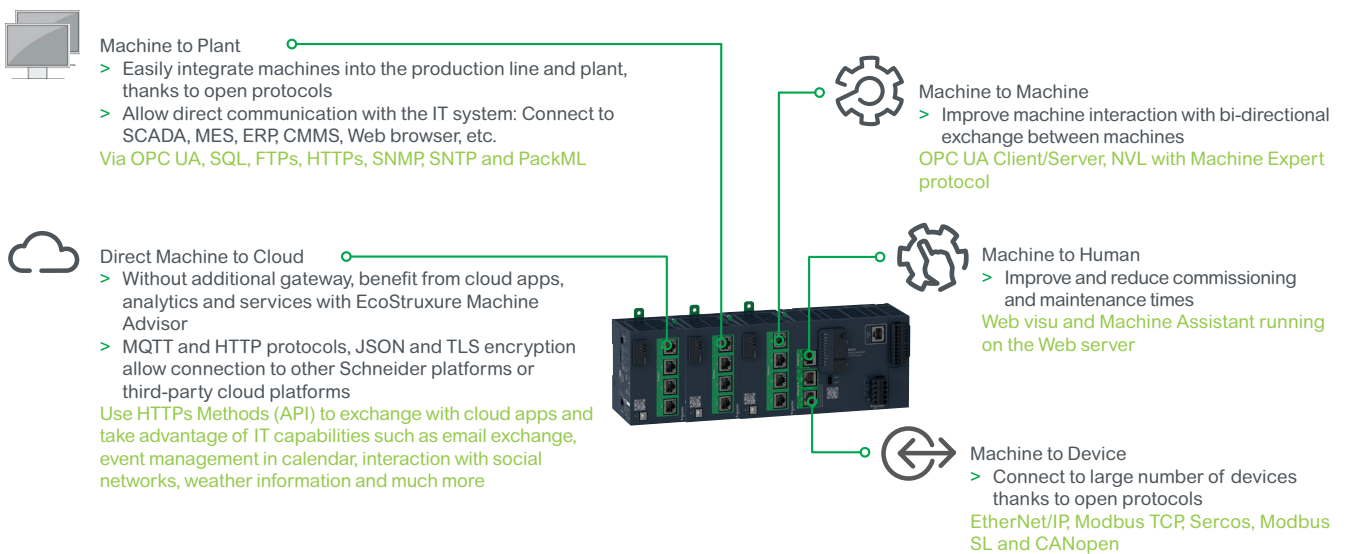 Machine to Plant
> Easily integrate machines into the production line and plant,
thanks to open protocols
> Allow direct communication with the IT system: Connect to
SCADA, MES, ERP, CMMS, Web browser, etc.
Via OPC UA, SQL, FTPs, HTTPs, SNMP, SNTP and PackML
Direct Machine to Cloud
> Without additional gateway, benefit from cloud apps,
analytics and services with EcoStruxure Machine
Advisor
> MQTT and HTTP protocols, JSON and TLS encryption
allow connection to other Schneider platforms or
third-party cloud platforms
Use HTTPs Methods (API) to exchange with cloud apps and
take advantage of IT capabilities such as email exchange,
event management in calendar, interaction with social
networks, weather information and much more
Machine to Machine
> Improve machine interaction with bi-directional
exchange between machines
OPC UA Client/Server, NVL with Machine Expert
protocol
Machine to Human
> Improve and reduce commissioning
and maintenance times
Web visu and Machine Assistant running
on the Web server
Machine to Device
> Connect to large number of devices
thanks to open protocols
EtherNet/IP, Modbus TCP, Sercos, Modbus
SL and CANopen